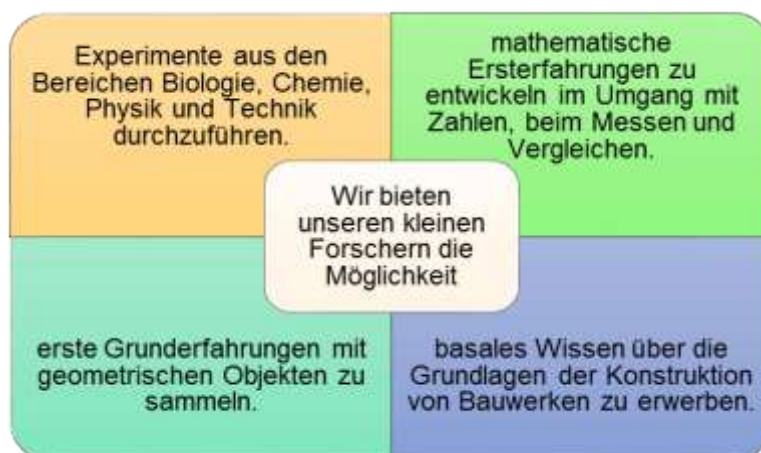 Experimente aus den
Bereichen Biologie, Chemie,
Physik und Technik
durchzuführen.
mathematische
Ersterfahrungen zu
entwickeln im Umgang mit
Zahlen, beim Messen und
Vergleichen.
Wir bieten
unseren kleinen
Forschern die
Möglichkeit
erste Grunderfahrungen mit
geometrischen Objekten zu
sammeln.
basales Wissen über die
Grundlagen der Konstruktion
von Bauwerken zu erwerben.